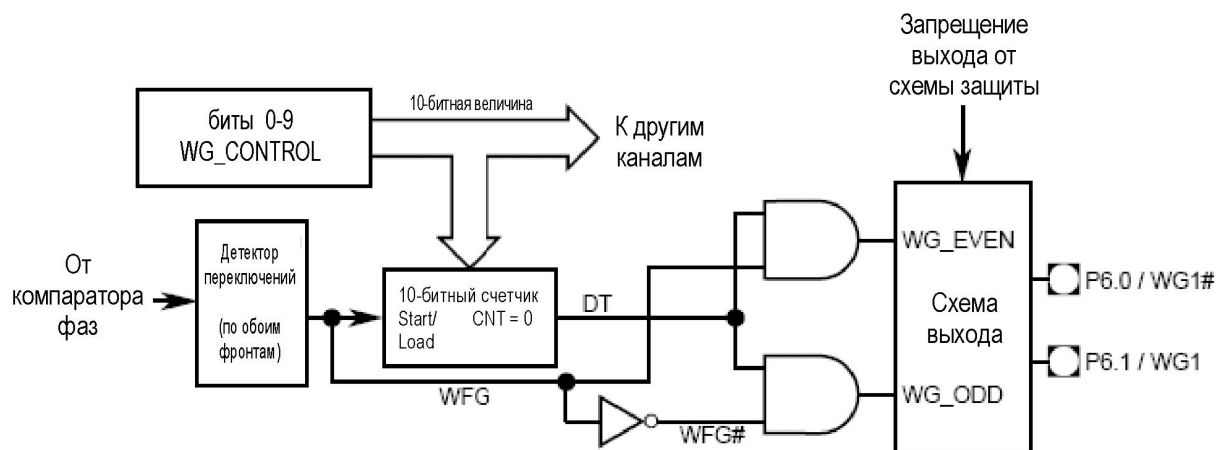 Запрещение
выхода от
схемы защиты
биты 0-9
WG_CONTROL
10-битная величина
К другим
каналам
От
компаратора
фаз
Детектор
переключений
(по обоим
фронтам)
10-битный счетчик
Start/ CNT = 0
Load
DT
WFG
WFG#
WG_EVEN
Схема
выхода
WG_ODD
P6.0 / WG1#
P6.1 / WG1